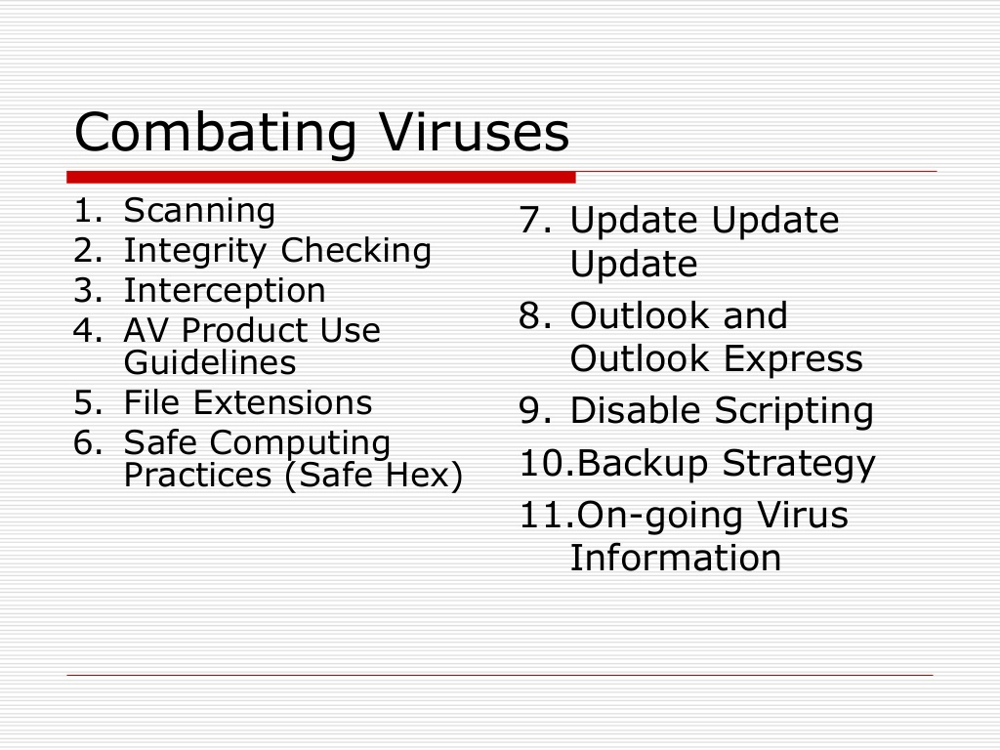 Combating Viruses
1. Scanning
2. Integrity Checking
3. Interception
4. AV Product Use
Guidelines
5. File Extensions
6. Safe Computing
Practices (Safe Hex)
7. Update Update
Update
8. Outlook and
Outlook Express
9. Disable Scripting
10.Backup Strategy
11.On-going Virus
Information